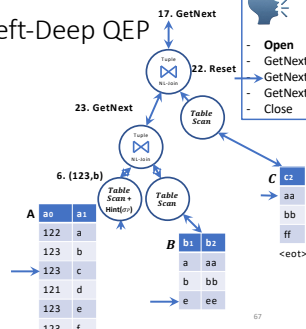 eft-Deep QEP
17. GetNext
22. Reset
- Open
- GetNext
GetNext
- GetNext
- Close
Tuple
NL-Join
Table
Scan
23. GetNext
Tuple
NL-Join
6. (123,b)
Table
Scan +
Table
Scan
C
c2
aa
bb
ff
<eot>
A
a0 a1
122 a
123 b
123 c
121 d
123 e
123 f
B
b1 b2
a aa
b bb
e ee
67